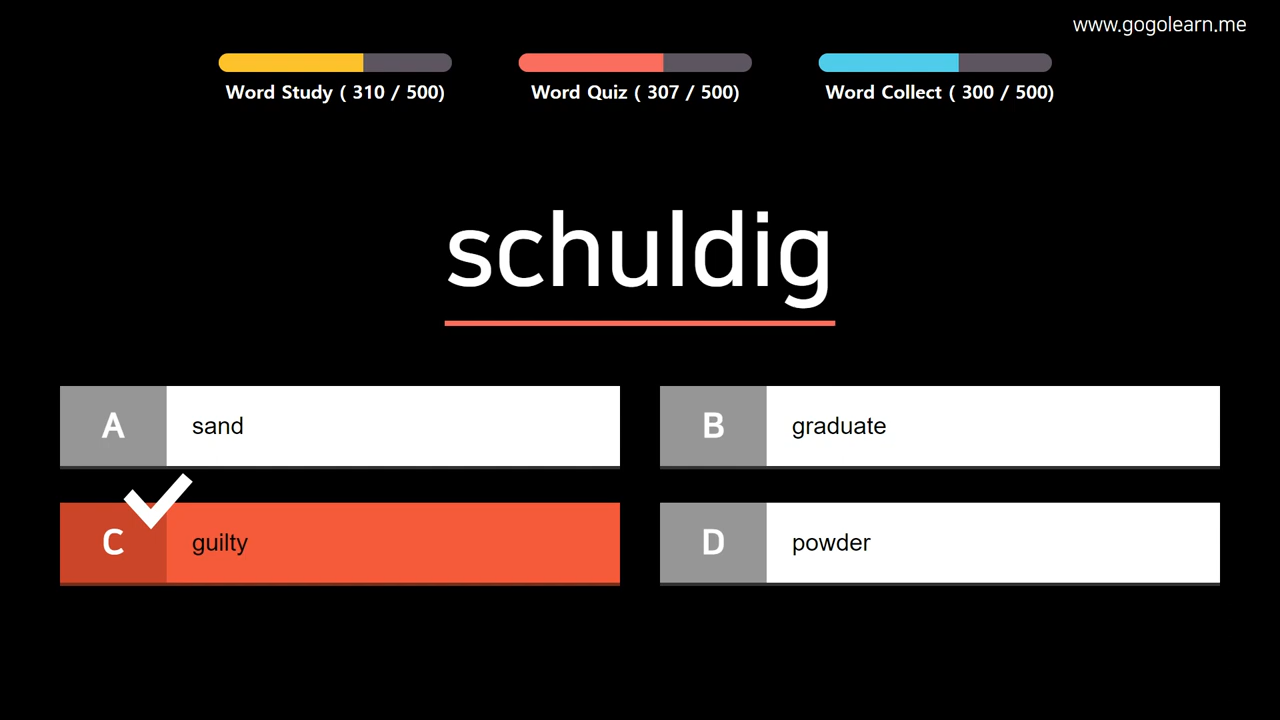 www.gogolearn.me
Word Study ( 310 / 500)
Word Quiz ( 307 / 500)
Word Collect ( 300 / 500)
schuldig
A sand
B graduate
C guilty
D powder